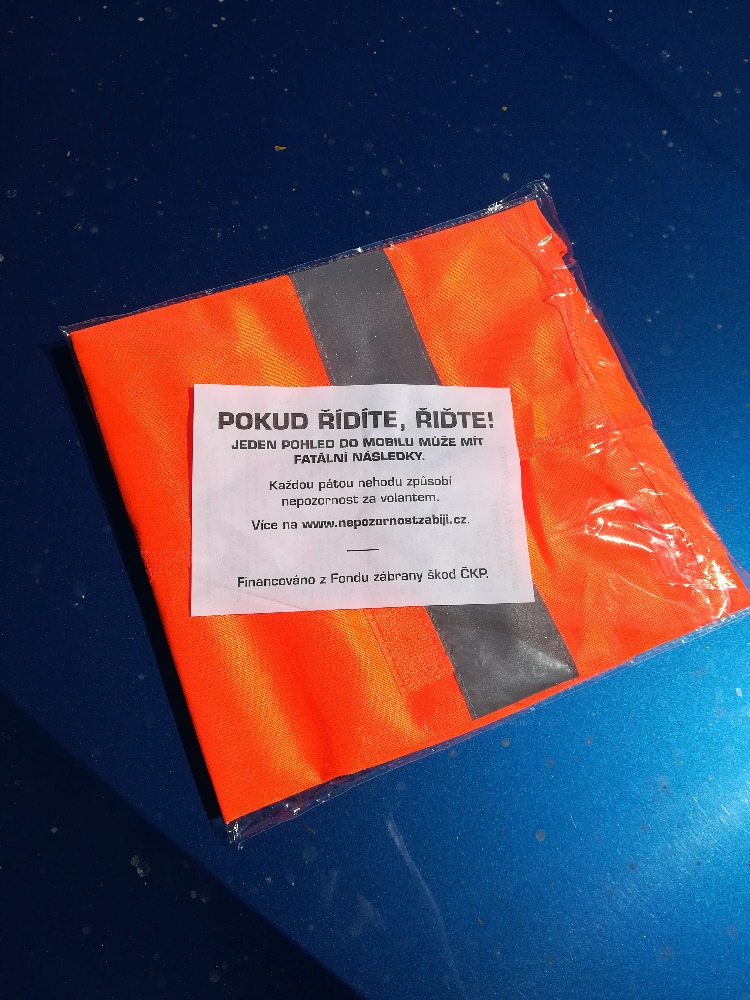 POKUD ŘÍDÍTE, ŘIĎTE!
JEDEN POHLED DO MOBILU MŮŽE MÍT
FATÁLNÍ NÁSLEDKY.
Každou pátou nehodu způsobí
nepozornost za volantem.
Více na www.nepozornostzabiji.cz.
Financováno z Fondu zábrany škod ČKP.